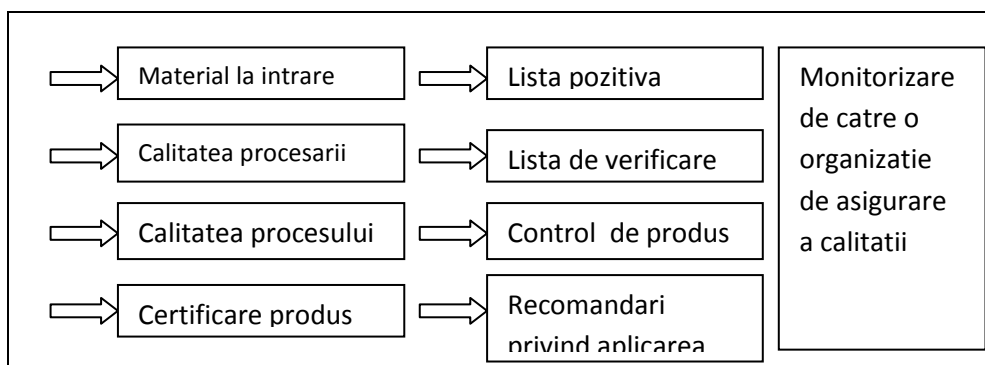 Material la intrare
Lista pozitiva
Calitatea procesarii
Lista de verificare
Calitatea procesului
Control de produs
Certificare produs
Recomandari
privind aplicarea
Monitorizare
de catre o
organizatie
de asigurare
a calitatii